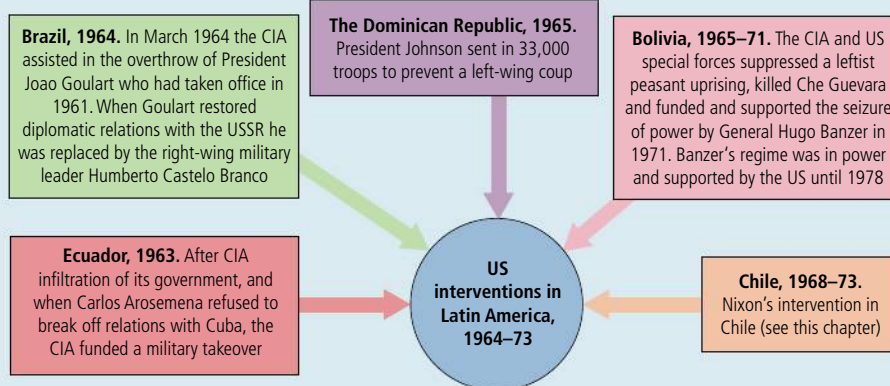 Brazil, 1964. In March 1964 the CIA
assisted in the overthrow of President
Joao Goulart who had taken office in
1961. When Goulart restored
diplomatic relations with the USSR he
was replaced by the right-wing military
leader Humberto Castelo Branco
The Dominican Republic, 1965.
President Johnson sent in 33,000
troops to prevent a left-wing coup
Bolivia, 1965–71. The CIA and US
special forces suppressed a leftist
peasant uprising, killed Che Guevara
and funded and supported the seizure
of power by General Hugo Banzer in
1971. Banzer's regime was in power
and supported by the US until 1978
Ecuador, 1963. After CIA
infiltration of its government, and
when Carlos Arosemena refused to
break off relations with Cuba, the
CIA funded a military takeover
US
interventions in
Latin America,
1964–73
Chile, 1968–73.
Nixon's intervention in
Chile (see this chapter)